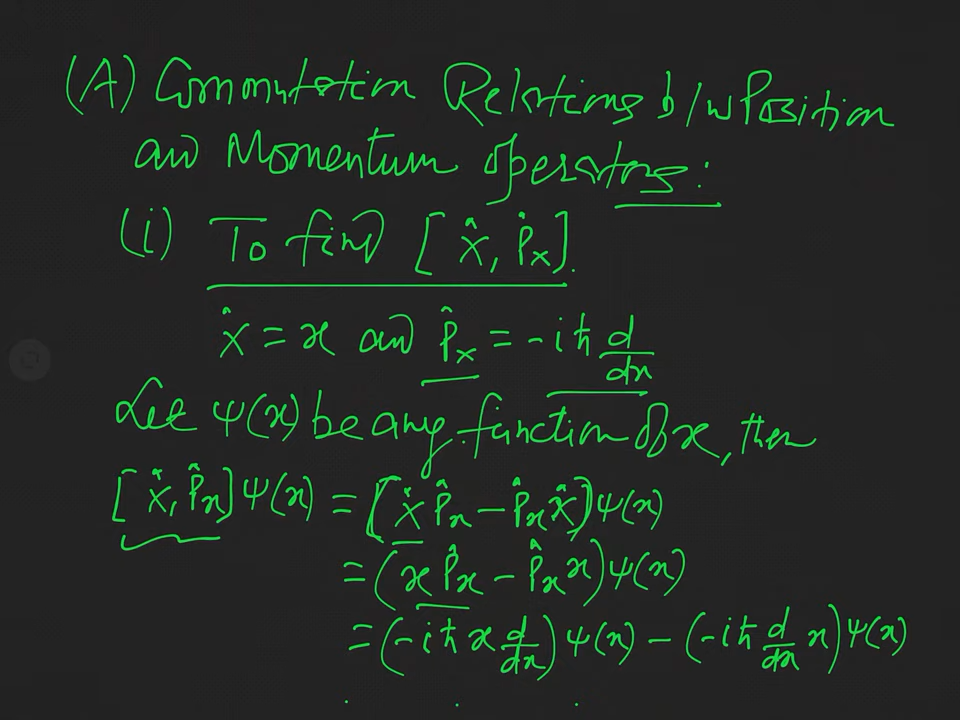 (A) Commutation Relations b/w Position
and Momentum operators:
(i) To find [x̂, p̂x].
x̂ = x and p̂x = -iħ d/dx
Let ψ(x) be any function of x, then
[x̂, p̂x]ψ(x) = [x̂ p̂x - p̂x x̂]ψ(x)
= (x p̂x - p̂x x)ψ(x)
= (-iħ x d/dx)ψ(x) - (-iħ d/dx x)ψ(x)